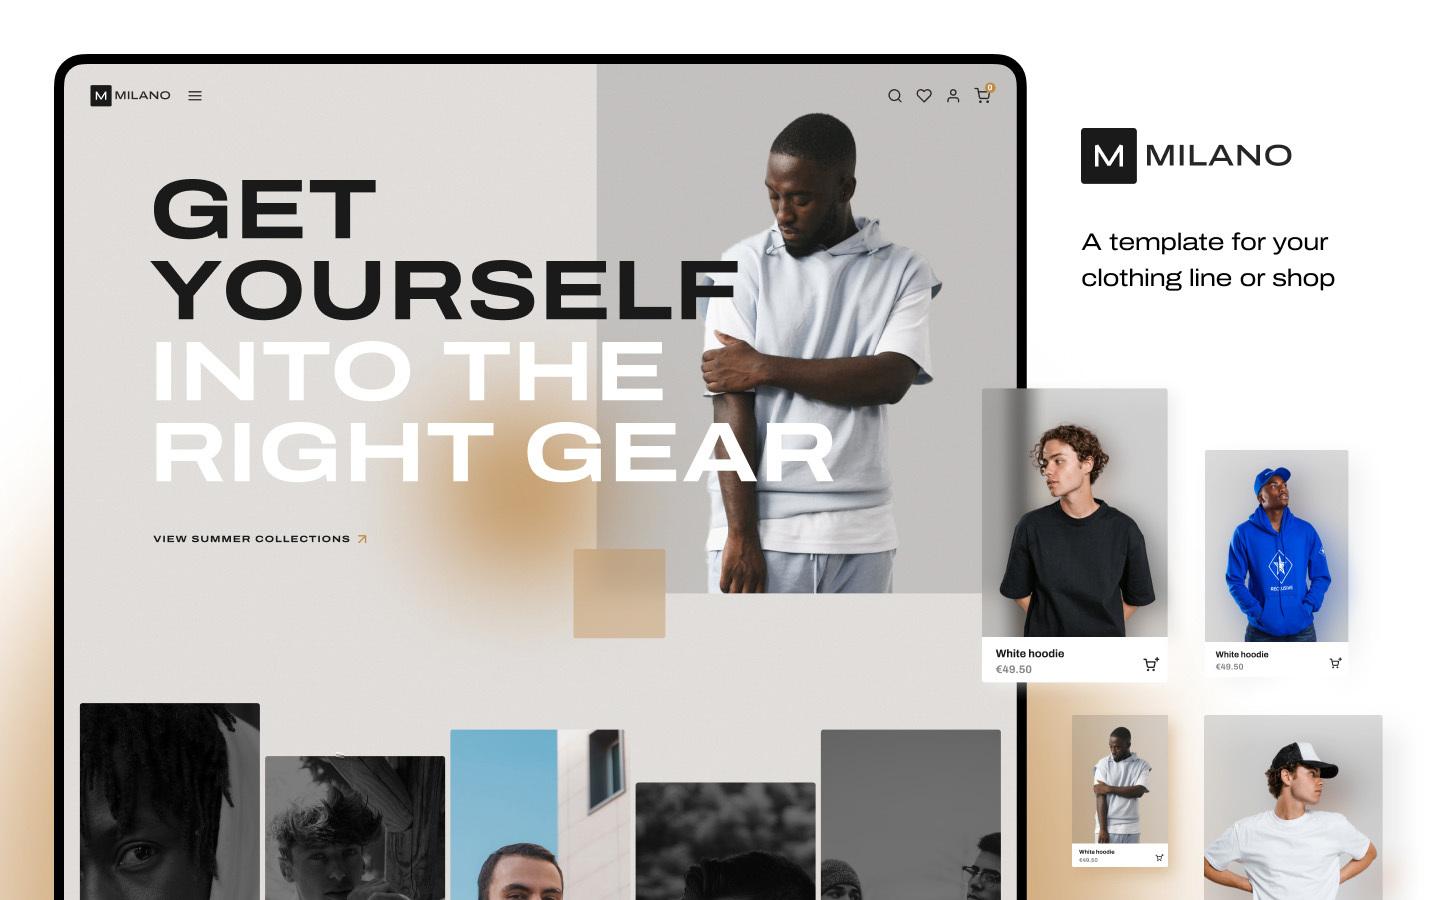 M MILANO
0
GET
YOURSELF
INTO THE
RIGHT GEAR
VIEW SUMMER COLLECTIONS
M MILANO
A template for your
clothing line or shop
White hoodie
€49.50
RECLUSIVE
White hoodie
€49.50
White hoodie
€49.50